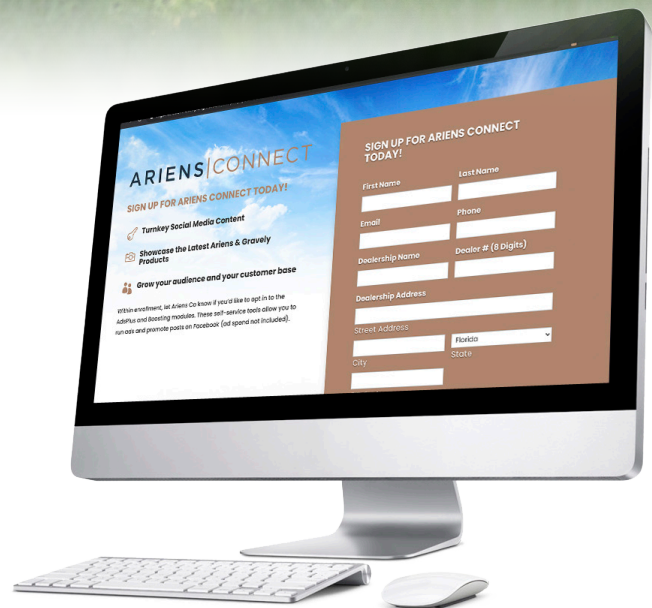 ARIENS|CONNECT
SIGN UP FOR ARIENS CONNECT TODAY!
Turnkey Social Media Content
Showcase the Latest Ariens & Gravely
Products
Grow your audience and your customer base
Within enrollment, let Ariens Co know if you'd like to opt in to the
AdsPlus and Boosting modules. These self-service tools allow you to
run ads and promote posts on Facebook (ad spend not included).
SIGN UP FOR ARIENS CONNECT
TODAY!
First Name
Last Name
Email
Phone
Dealership Name
Dealer # (8 Digits)
Dealership Address
Street Address
Florida
City
State